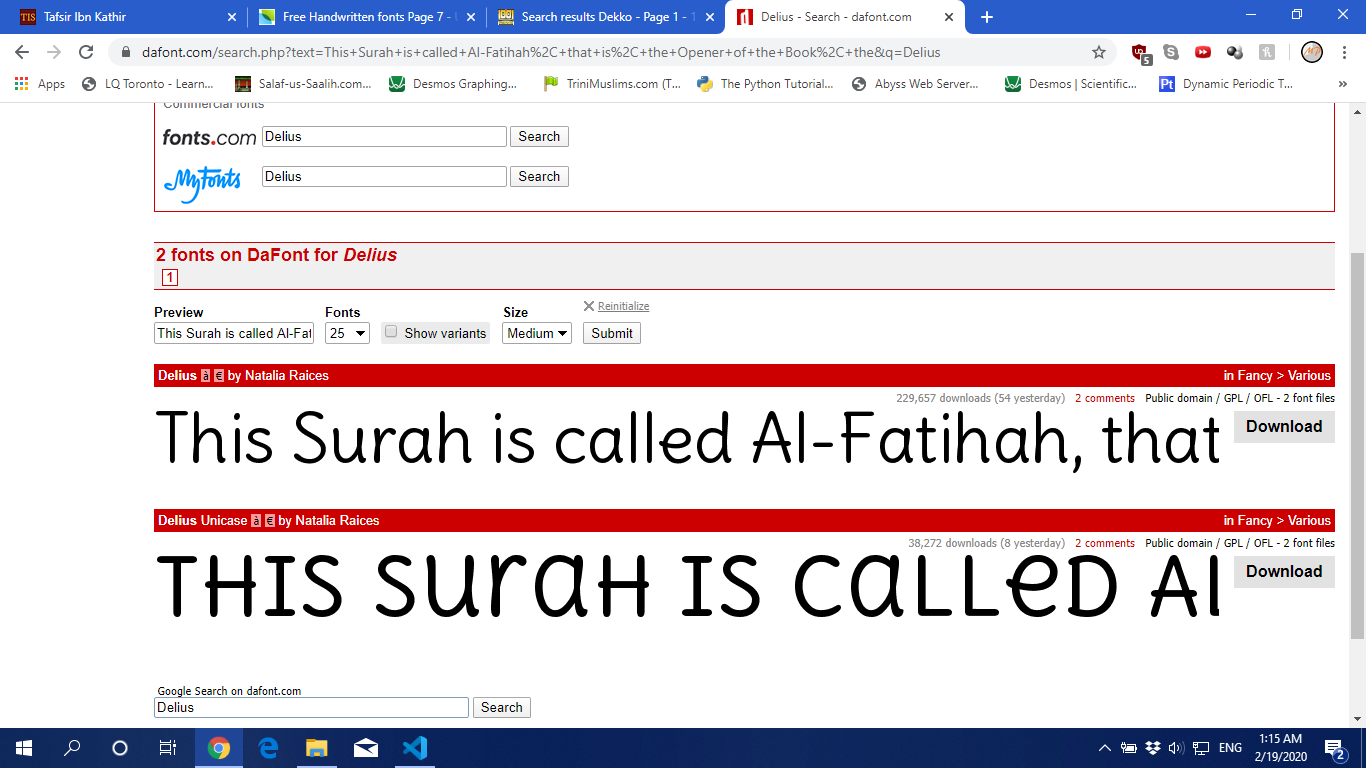 Tafsir Ibn Kathir
Free Handwritten fonts Page 7 - U
Search results Dekko - Page 1 - 1
Delius - Search - dafont.com
dafont.com/search.php?text=This+Surah+is+called+Al-Fatihah%2C+that+is%2C+the+Opener+of+the+Book%2C+the&q=Delius
5
Apps
LQ Toronto - Learn...
Salaf-us-Saalih.com...
Desmos Graphing...
TriniMuslims.com (T...
The Python Tutorial...
Abyss Web Server...
Desmos | Scientific...
Dynamic Periodic T...
»
Commercial fonts
fonts.com Delius Search
MyFonts Delius Search
2 fonts on DaFont for Delius
1
Reinitialize
Preview Fonts Size
This Surah is called Al-Fat 25 Show variants Medium Submit
Delius à € by Natalia Raices in Fancy > Various
229,657 downloads (54 yesterday) 2 comments Public domain / GPL / OFL - 2 font files
This Surah is called Al-Fatihah, that Download
Delius Unicase à € by Natalia Raices in Fancy > Various
38,272 downloads (8 yesterday) 2 comments Public domain / GPL / OFL - 2 font files
THIS SuraH IS CaLLeD Al Download
Google Search on dafont.com
Delius Search
ENG
1:15 AM
2/19/2020
2